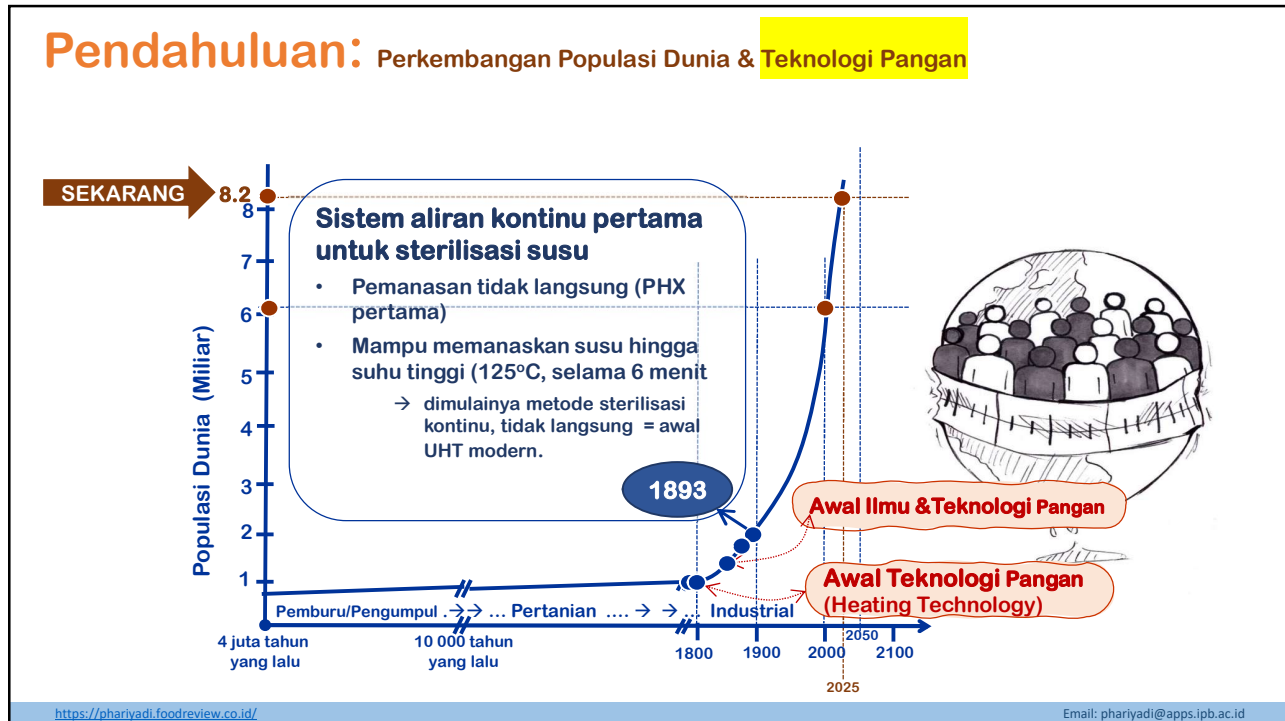 Pendahuluan: Perkembangan Populasi Dunia & Teknologi Pangan
SEKARANG
8.2
8
7
6
5
4
3
2
1
Populasi Dunia (Miliar)
Sistem aliran kontinu pertama
untuk sterilisasi susu
• Pemanasan tidak langsung (PHX
pertama)
• Mampu memanaskan susu hingga
suhu tinggi (125°C, selama 6 menit
→ dimulainya metode sterilisasi
kontinu, tidak langsung = awal
UHT modern.
1893
Awal Ilmu &Teknologi Pangan
Awal Teknologi Pangan
(Heating Technology)
Pemburu/Pengumpul .→→ ... Pertanian .... → → ... Industrial
4 juta tahun
yang lalu
10 000 tahun
yang lalu
1800
1900
2000
2050
2100
2025
https://phariyadi.foodreview.co.id/
Email: phariyadi@apps.ipb.ac.id